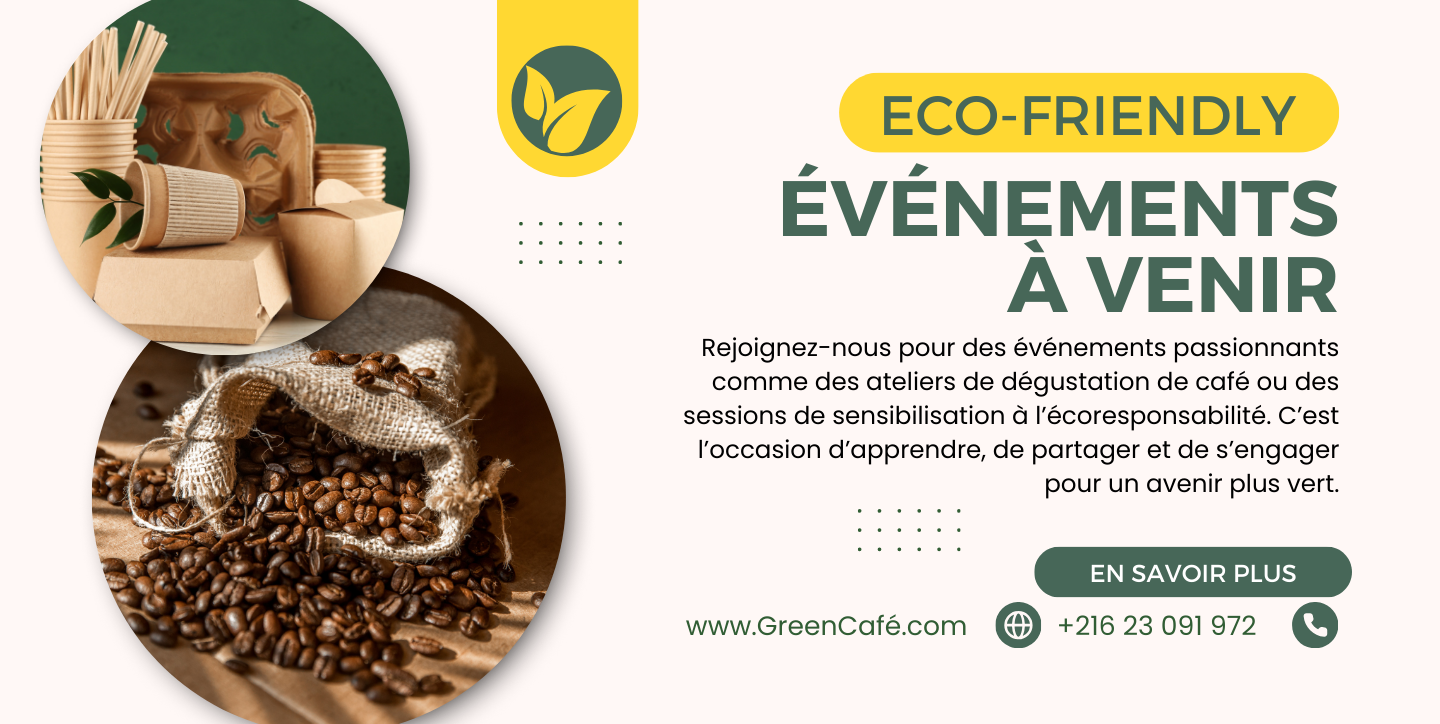 ECO-FRIENDLY
ÉVÉNEMENTS
À VENIR
Rejoignez-nous pour des événements passionnants
comme des ateliers de dégustation de café ou des
sessions de sensibilisation à l’écoresponsabilité. C’est
l’occasion d’apprendre, de partager et de s’engager
pour un avenir plus vert.
EN SAVOIR PLUS
www.GreenCafé.com
+216 23 091 972